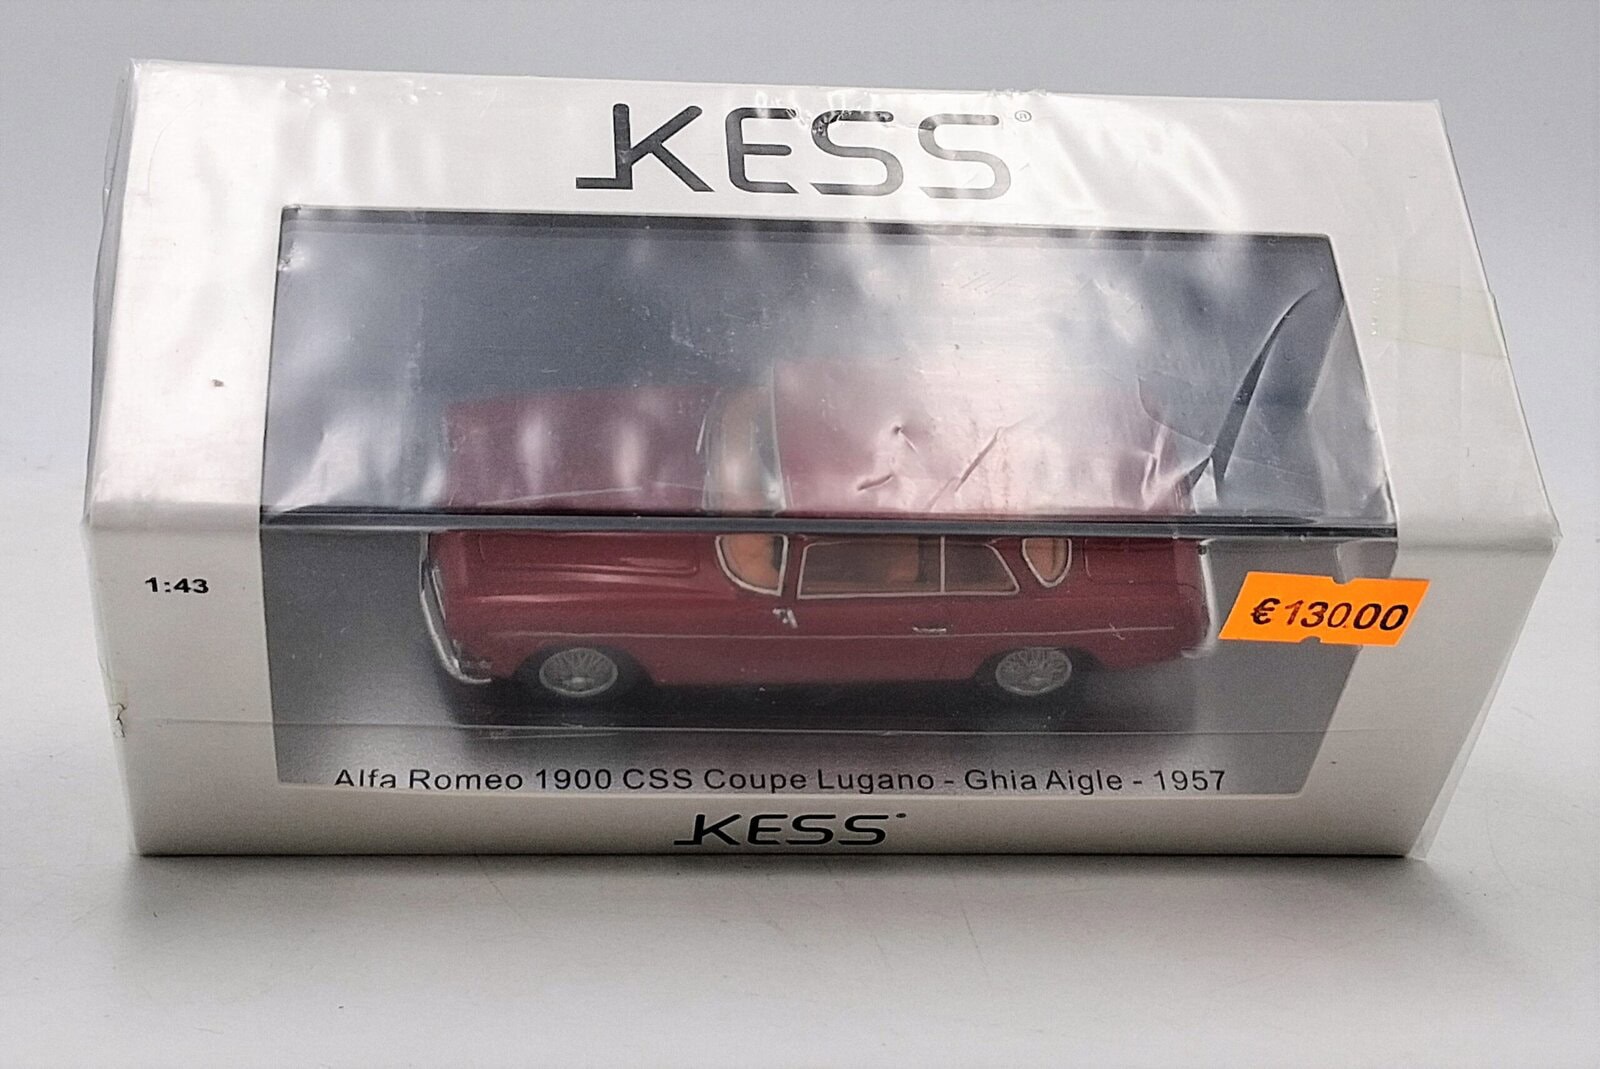 KESS®
1:43
€130.00
Alfa Romeo 1900 CSS Coupe Lugano - Ghia Aigle - 1957
KESS